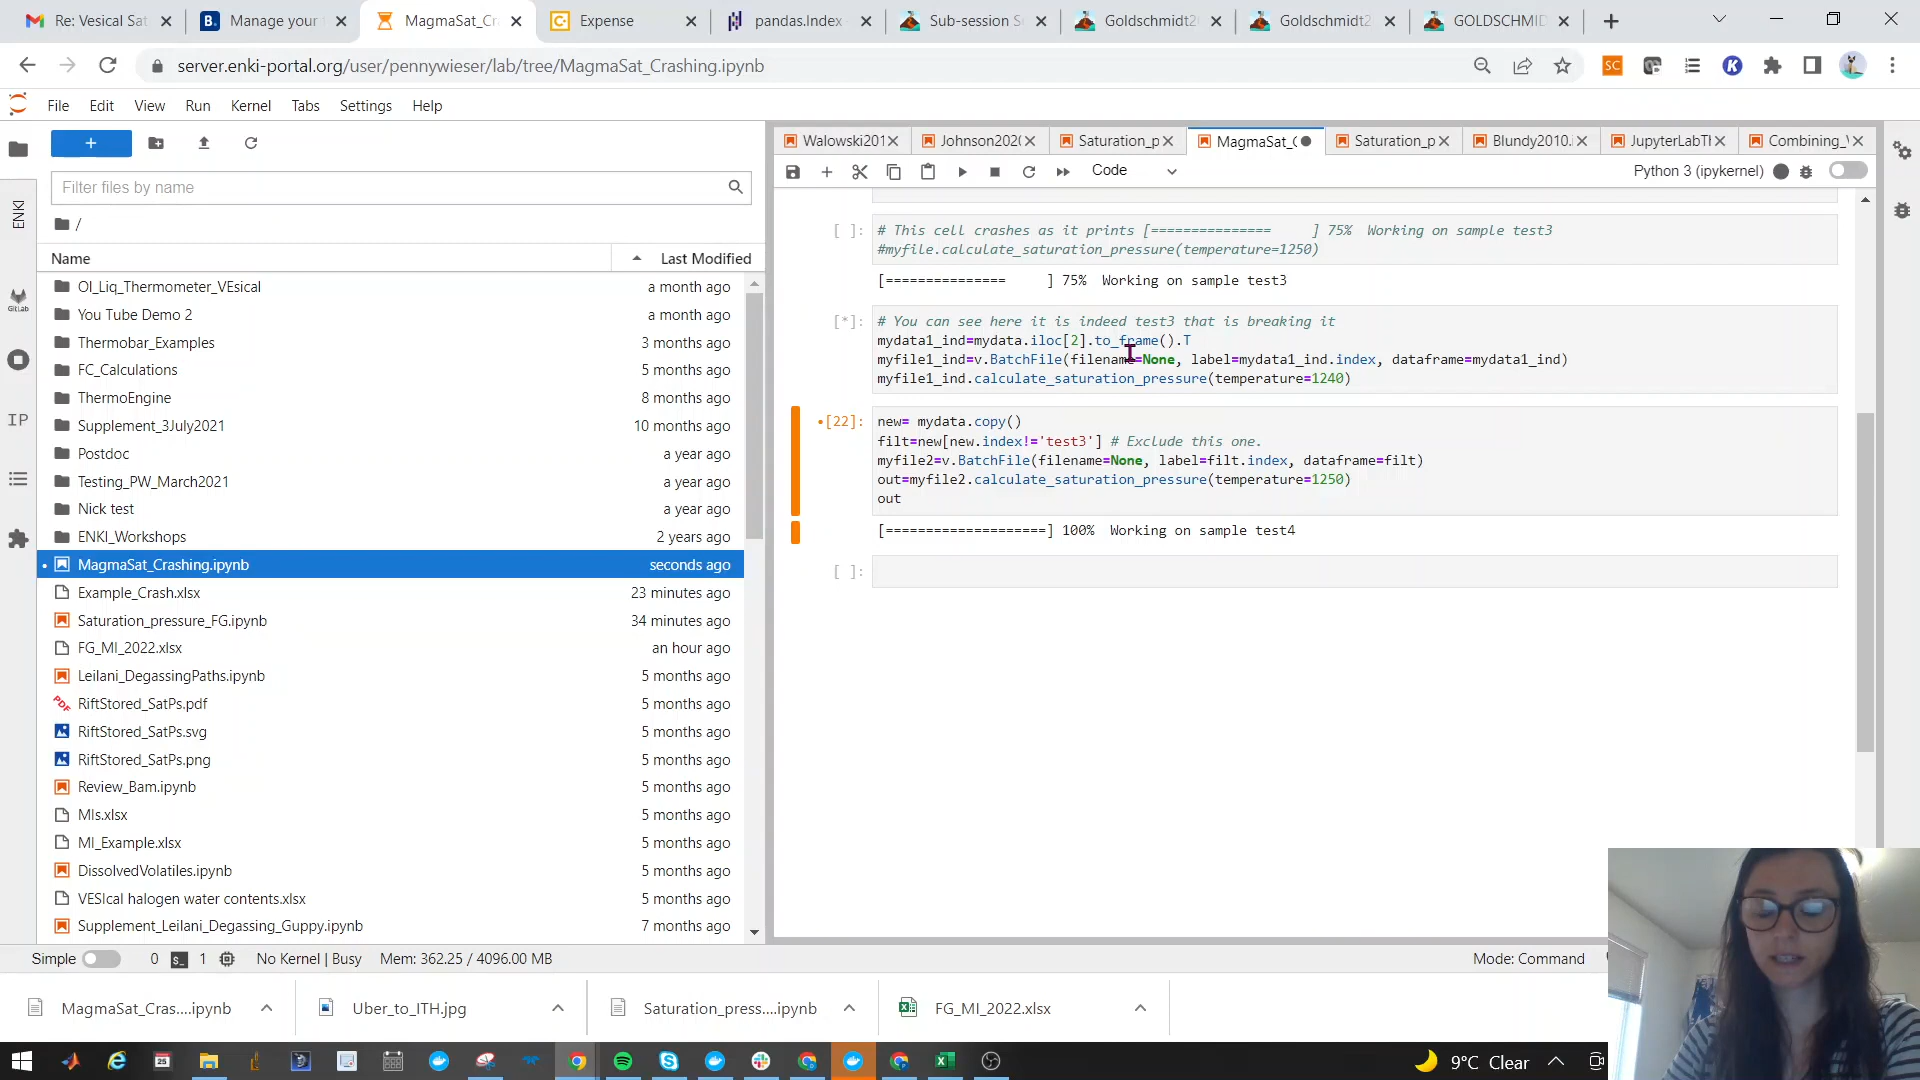 Re: Vesical Sat
Manage your
MagmaSat_Cr
Expense
pandas.Index
Sub-session S
Goldschmidt2
Goldschmidt2
GOLDSCHMID
server.enki-portal.org/user/pennywieser/lab/tree/MagmaSat_Crashing.ipynb
File Edit View Run Kernel Tabs Settings Help
Walowski201
Johnson2020
Saturation_p
MagmaSat_C
Saturation_p
Blundy2010.i
JupyterLabTh
Combining_V
Code
Python 3 (ipykernel)
Filter files by name
/
Name Last Modified
OI_Liq_Thermometer_VEsical a month ago
You Tube Demo 2 a month ago
Thermobar_Examples 3 months ago
FC_Calculations 5 months ago
ThermoEngine 8 months ago
Supplement_3July2021 10 months ago
Postdoc a year ago
Testing_PW_March2021 a year ago
Nick test a year ago
ENKI_Workshops 2 years ago
MagmaSat_Crashing.ipynb seconds ago
Example_Crash.xlsx 23 minutes ago
Saturation_pressure_FG.ipynb 34 minutes ago
FG_MI_2022.xlsx an hour ago
Leilani_DegassingPaths.ipynb 5 months ago
RiftStored_SatPs.pdf 5 months ago
RiftStored_SatPs.svg 5 months ago
RiftStored_SatPs.png 5 months ago
Review_Bam.ipynb 5 months ago
MIs.xlsx 5 months ago
MI_Example.xlsx 5 months ago
DissolvedVolatiles.ipynb 5 months ago
VESIcal halogen water contents.xlsx 5 months ago
Supplement_Leilani_Degassing_Guppy.ipynb 7 months ago
ENKI
GitLab
IP
[ ]: # This cell crashes as it prints [=============== ] 75% Working on sample test3
#myfile.calculate_saturation_pressure(temperature=1250)
[=============== ] 75% Working on sample test3
[*]: # You can see here it is indeed test3 that is breaking it
mydata1_ind=mydata.iloc[2].to_frame().T
myfile1_ind=v.BatchFile(filename=None, label=mydata1_ind.index, dataframe=mydata1_ind)
myfile1_ind.calculate_saturation_pressure(temperature=1240)
•[22]: new= mydata.copy()
filt=new[new.index!='test3'] # Exclude this one.
myfile2=v.BatchFile(filename=None, label=filt.index, dataframe=filt)
out=myfile2.calculate_saturation_pressure(temperature=1250)
out
[====================] 100% Working on sample test4
[ ]:
Simple 0 1 No Kernel | Busy Mem: 362.25 / 4096.00 MB Mode: Command
MagmaSat_Cras....ipynb
Uber_to_ITH.jpg
Saturation_press....ipynb
FG_MI_2022.xlsx
9°C Clear